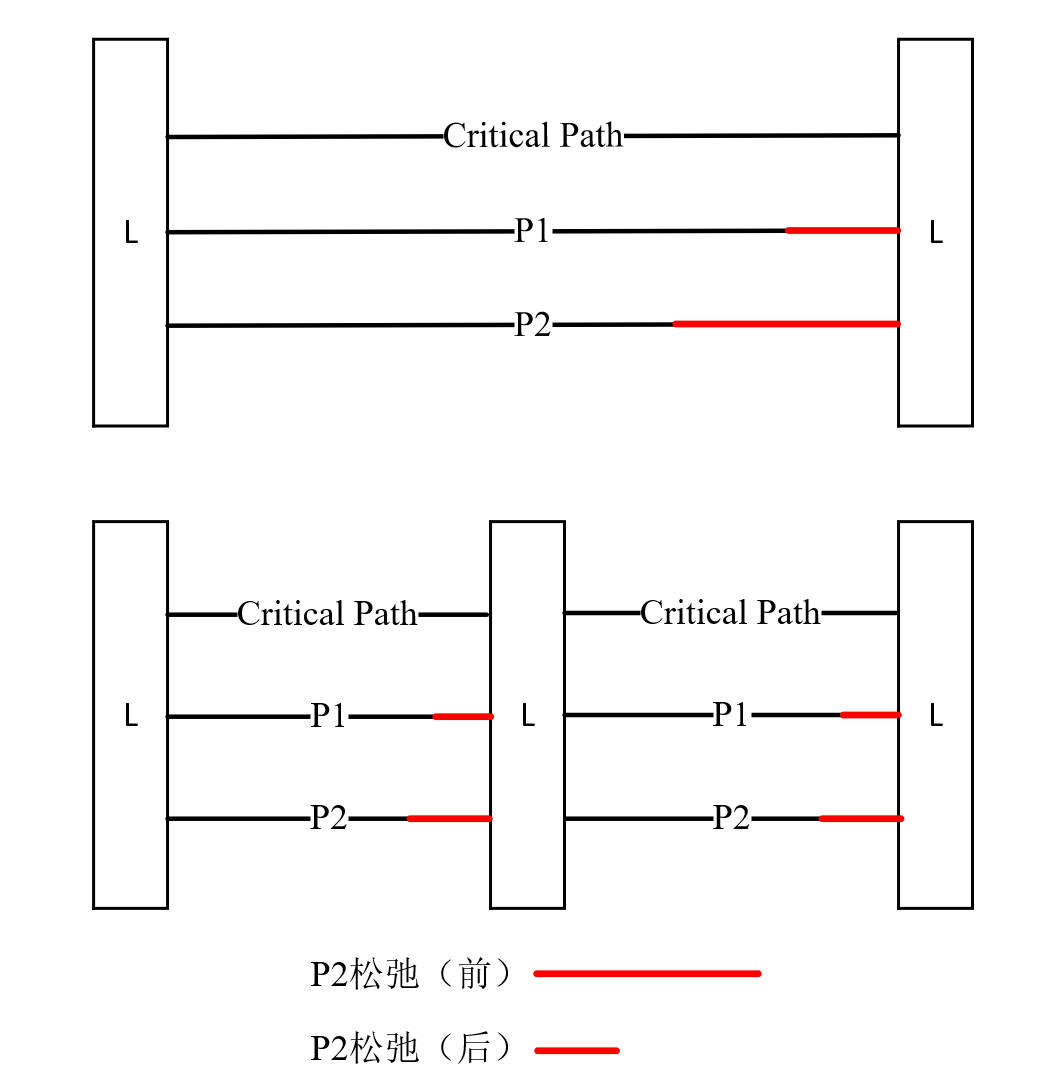 Critical Path
L P1 L
P2
Critical Path Critical Path
L P1 L P1 L
P2 P2
P2松弛（前）
P2松弛（后）